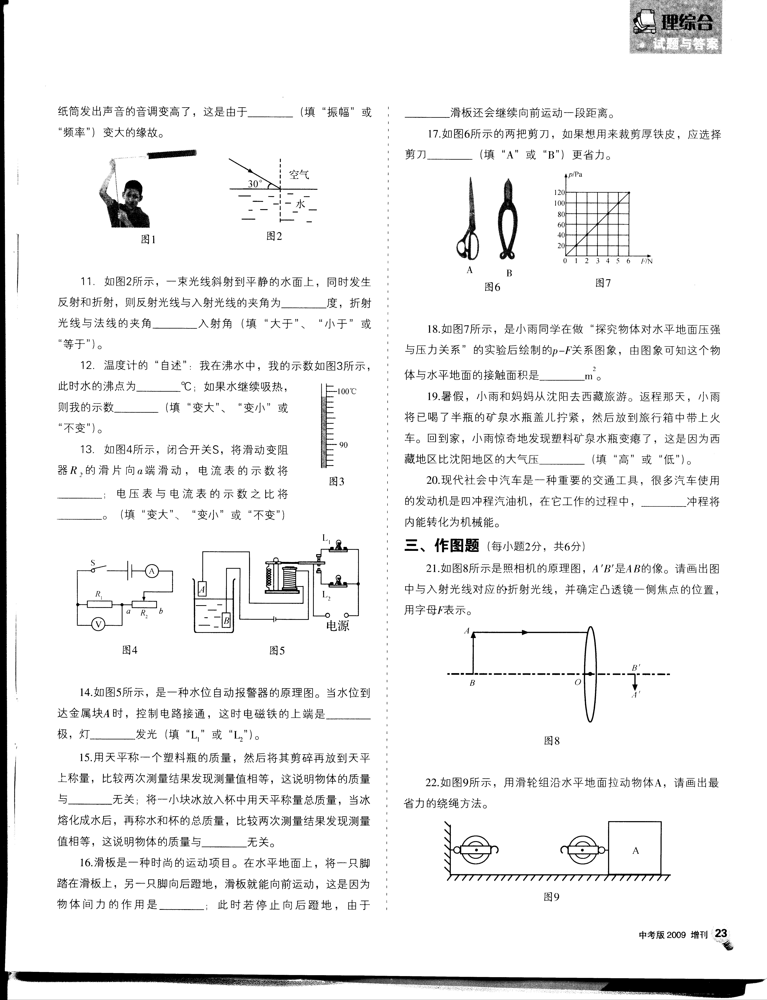 理综合
试题与答案
纸筒发出声音的音调变高了，这是由于________（填“振幅”或
“频率”）变大的缘故。
空气
30°
水
图1
图2
11. 如图2所示，一束光线斜射到平静的水面上，同时发生
反射和折射，则反射光线与入射光线的夹角为________度，折射
光线与法线的夹角________入射角（填“大于”、“小于”或
“等于”）。
12. 温度计的“自述”：我在沸水中，我的示数如图3所示，
此时水的沸点为________℃；如果水继续吸热，
则我的示数________（填“变大”、“变小”或
“不变”）。
100℃
90
图3
13. 如图4所示，闭合开关S，将滑动变阻
器R₂的滑片向a端滑动，电流表的示数将
________；电压表与电流表的示数之比将
________。（填“变大”、“变小”或“不变”）
S
A
R₁
a
R₂
b
V
图4
L₁
A
B
L₂
电源
图5
14.如图5所示，是一种水位自动报警器的原理图。当水位到
达金属块A时，控制电路接通，这时电磁铁的上端是________
极，灯________发光（填“L₁”或“L₂”）。
15.用天平称一个塑料瓶的质量，然后将其剪碎再放到天平
上称量，比较两次测量结果发现测量值相等，这说明物体的质量
与________无关；将一小块冰放入杯中用天平称量总质量，当冰
熔化成水后，再称水和杯的总质量，比较两次测量结果发现测量
值相等，这说明物体的质量与________无关。
16.滑板是一种时尚的运动项目。在水平地面上，将一只脚
踏在滑板上，另一只脚向后蹬地，滑板就能向前运动，这是因为
物体间力的作用是________；此时若停止向后蹬地，由于
________滑板还会继续向前运动一段距离。
17.如图6所示的两把剪刀，如果想用来裁剪厚铁皮，应选择
剪刀________（填“A”或“B”）更省力。
A
B
图6
p/Pa
120
100
80
60
40
20
0 1 2 3 4 5 6 F/N
图7
18.如图7所示，是小雨同学在做“探究物体对水平地面压强
与压力关系”的实验后绘制的p-F关系图象，由图象可知这个物
体与水平地面的接触面积是________m²。
19.暑假，小雨和妈妈从沈阳去西藏旅游。返程那天，小雨
将已喝了半瓶的矿泉水瓶盖儿拧紧，然后放到旅行箱中带上火
车。回到家，小雨惊奇地发现塑料矿泉水瓶变瘪了，这是因为西
藏地区比沈阳地区的大气压________（填“高”或“低”）。
20.现代社会中汽车是一种重要的交通工具，很多汽车使用
的发动机是四冲程汽油机，在它工作的过程中，________冲程将
内能转化为机械能。
三、作图题（每小题2分，共6分）
21.如图8所示是照相机的原理图，A′B′是AB的像。请画出图
中与入射光线对应的折射光线，并确定凸透镜一侧焦点的位置，
用字母F表示。
A
B
O
B′
A′
图8
22.如图9所示，用滑轮组沿水平地面拉动物体A，请画出最
省力的绕绳方法。
A
图9
中考版 2009 增刊 23